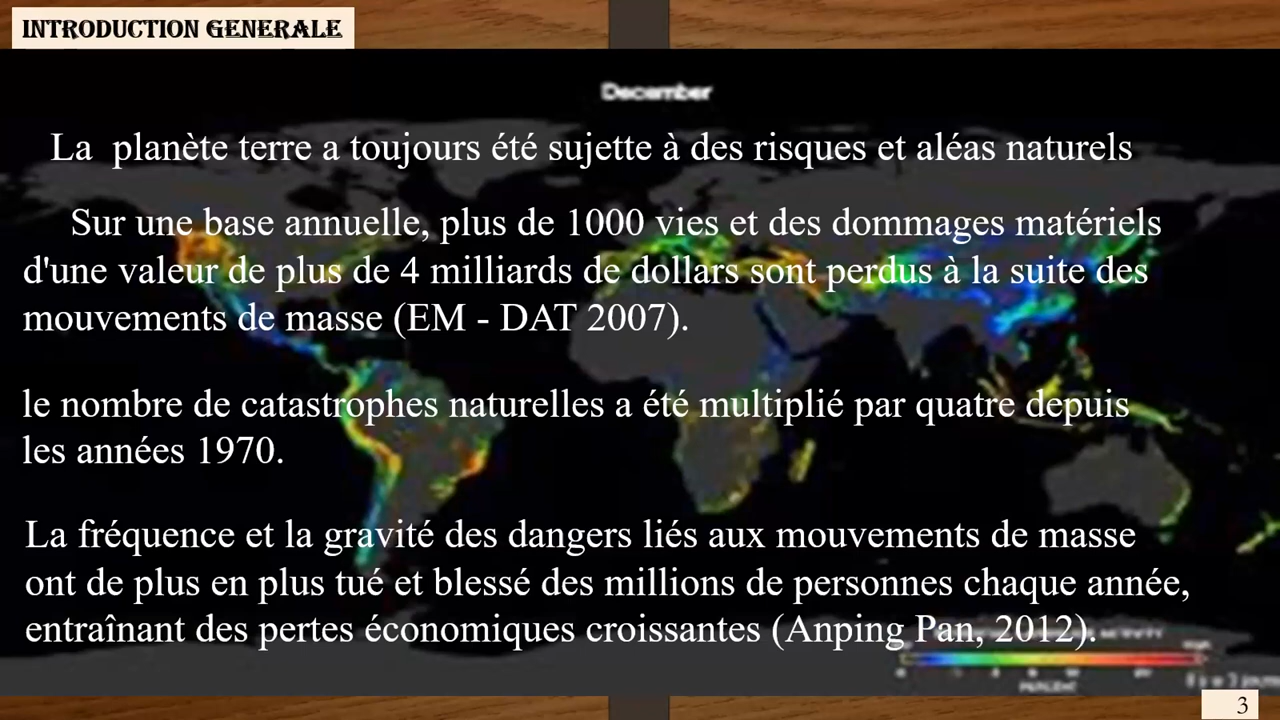 INTRODUCTION GENERALE
December
La planète terre a toujours été sujette à des risques et aléas naturels
Sur une base annuelle, plus de 1000 vies et des dommages matériels
d'une valeur de plus de 4 milliards de dollars sont perdus à la suite des
mouvements de masse (EM - DAT 2007).
le nombre de catastrophes naturelles a été multiplié par quatre depuis
les années 1970.
La fréquence et la gravité des dangers liés aux mouvements de masse
ont de plus en plus tué et blessé des millions de personnes chaque année,
entraînant des pertes économiques croissantes (Anping Pan, 2012).
PERCENT
3